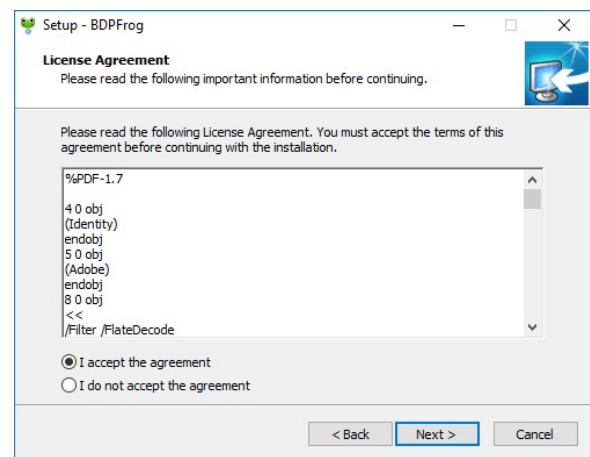 Setup - BDPFrog
License Agreement
Please read the following important information before continuing.
Please read the following License Agreement. You must accept the terms of this
agreement before continuing with the installation.
%PDF-1.7
4 0 obj
(Identity)
endobj
5 0 obj
(Adobe)
endobj
8 0 obj
<<
/Filter /FlateDecode
I accept the agreement
I do not accept the agreement
< Back Next > Cancel